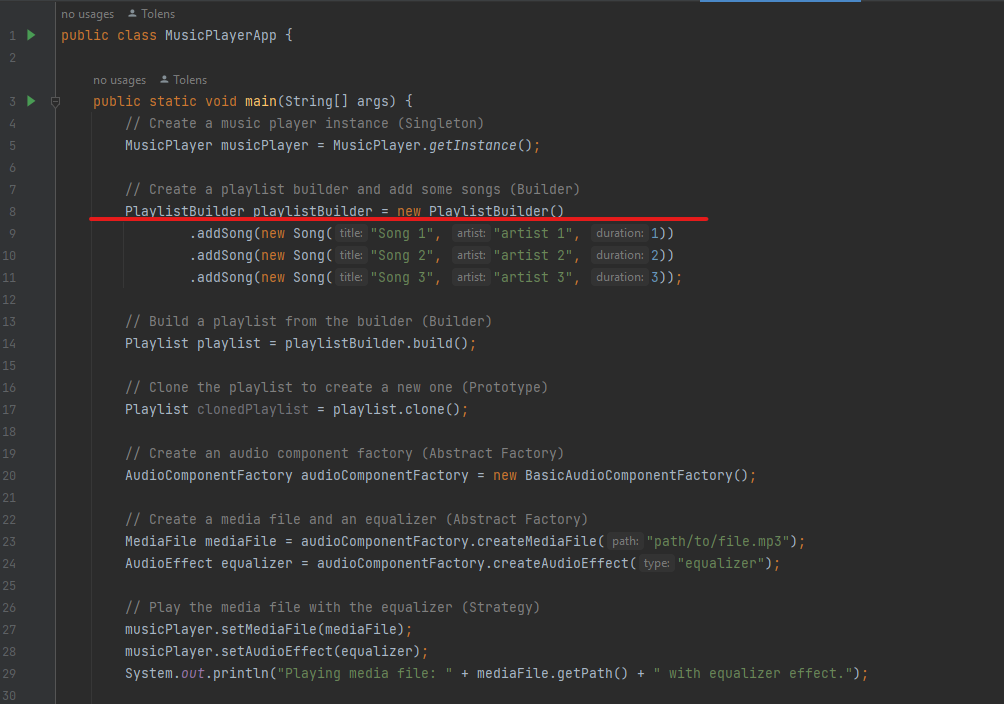 no usages Tolens
1 public class MusicPlayerApp {
2
no usages Tolens
3 public static void main(String[] args) {
4 // Create a music player instance (Singleton)
5 MusicPlayer musicPlayer = MusicPlayer.getInstance();
6
7 // Create a playlist builder and add some songs (Builder)
8 PlaylistBuilder playlistBuilder = new PlaylistBuilder()
9 .addSong(new Song( title: "Song 1", artist: "artist 1", duration: 1))
10 .addSong(new Song( title: "Song 2", artist: "artist 2", duration: 2))
11 .addSong(new Song( title: "Song 3", artist: "artist 3", duration: 3));
12
13 // Build a playlist from the builder (Builder)
14 Playlist playlist = playlistBuilder.build();
15
16 // Clone the playlist to create a new one (Prototype)
17 Playlist clonedPlaylist = playlist.clone();
18
19 // Create an audio component factory (Abstract Factory)
20 AudioComponentFactory audioComponentFactory = new BasicAudioComponentFactory();
21
22 // Create a media file and an equalizer (Abstract Factory)
23 MediaFile mediaFile = audioComponentFactory.createMediaFile( path: "path/to/file.mp3");
24 AudioEffect equalizer = audioComponentFactory.createAudioEffect( type: "equalizer");
25
26 // Play the media file with the equalizer (Strategy)
27 musicPlayer.setMediaFile(mediaFile);
28 musicPlayer.setAudioEffect(equalizer);
29 System.out.println("Playing media file: " + mediaFile.getPath() + " with equalizer effect.");
30